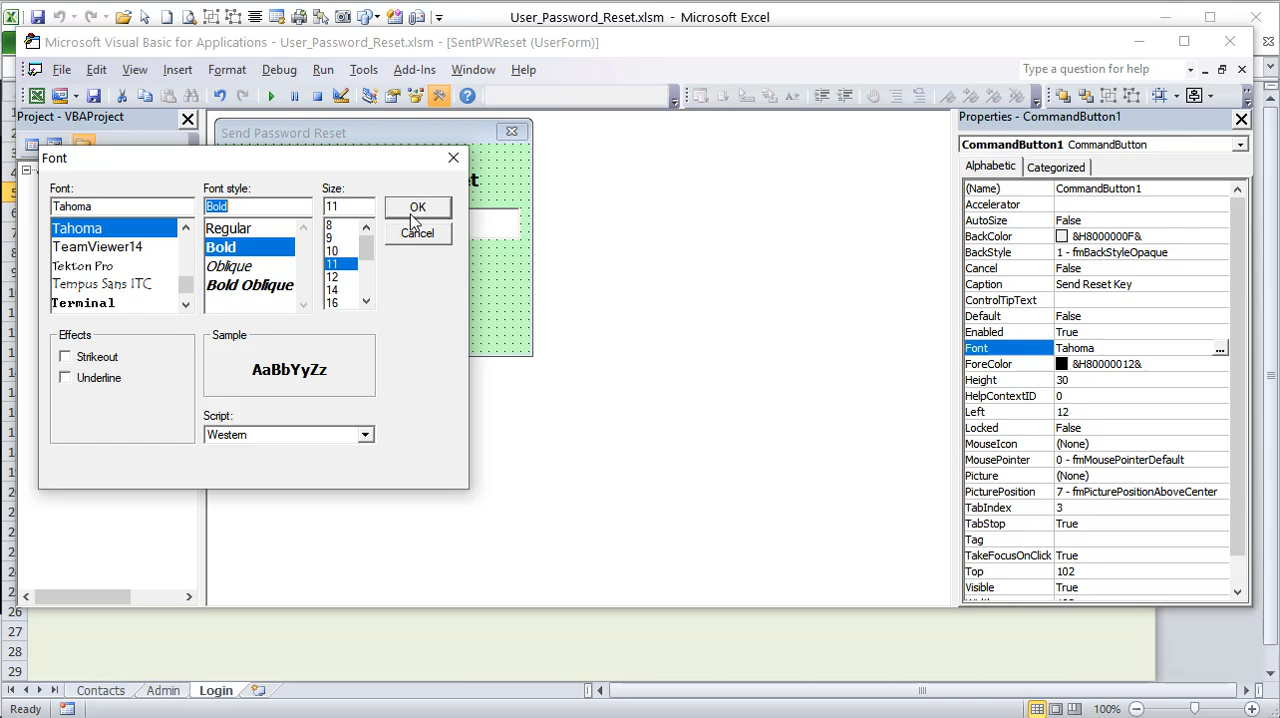 User_Password_Reset.xlsm - Microsoft Excel
Microsoft Visual Basic for Applications - User_Password_Reset.xlsm - [SentPWReset (UserForm)]
File Edit View Insert Format Debug Run Tools Add-Ins Window Help
Type a question for help
Project - VBAProject
Send Password Reset
Properties - CommandButton1
CommandButton1 CommandButton
Alphabetic Categorized
Font
Font: Font style: Size:
Tahoma Bold 11
OK
Cancel
Tahoma
TeamViewer14
Tekton Pro
Tempus Sans ITC
Terminal
Regular
Bold
Oblique
Bold Oblique
8
9
10
11
12
14
16
Effects
Strikeout
Underline
Sample
AaBbYyZz
Script:
Western
(Name) CommandButton1
Accelerator
AutoSize False
BackColor &H8000000F&
BackStyle 1 - fmBackStyleOpaque
Cancel False
Caption Send Reset Key
ControlTipText
Default False
Enabled True
Font Tahoma ...
ForeColor &H80000012&
Height 30
HelpContextID 0
Left 12
Locked False
MouseIcon (None)
MousePointer 0 - fmMousePointerDefault
Picture (None)
PicturePosition 7 - fmPicturePositionAboveCenter
TabIndex 3
TabStop True
Tag
TakeFocusOnClick True
Top 102
Visible True
26
27
28
29
Contacts Admin Login
Ready
100%